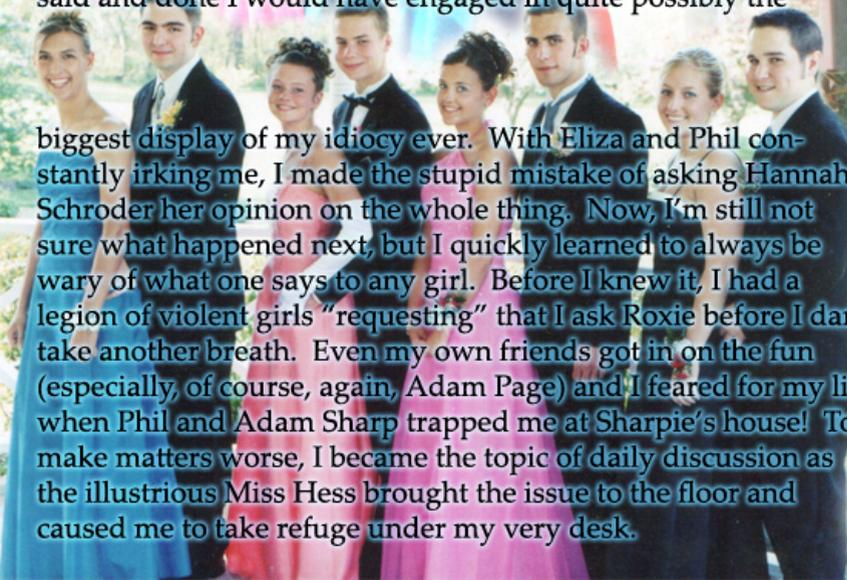 said and done I would have engaged in quite possibly the
biggest display of my idiocy ever. With Eliza and Phil con-
stantly irking me, I made the stupid mistake of asking Hannah
Schroder her opinion on the whole thing. Now, I'm still not
sure what happened next, but I quickly learned to always be
wary of what one says to any girl. Before I knew it, I had a
legion of violent girls “requesting” that I ask Roxie before I
take another breath. Even my own friends got in on the fun
(especially, of course, again, Adam Page) and I feared for my
when Phil and Adam Sharp trapped me at Sharpie's house! To
make matters worse, I became the topic of daily discussion as
the illustrious Miss Hess brought the issue to the floor and
caused me to take refuge under my very desk.